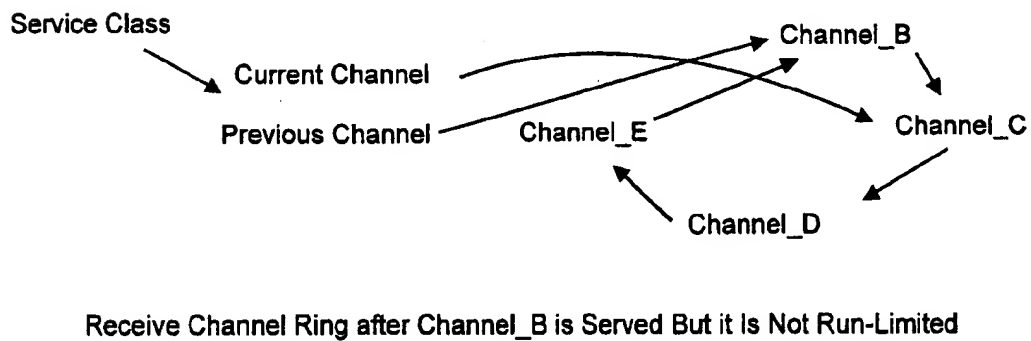 Service Class
Channel_B
Current Channel
Previous Channel
Channel_E
Channel_C
Channel_D
Receive Channel Ring after Channel_B is Served But it Is Not Run-Limited